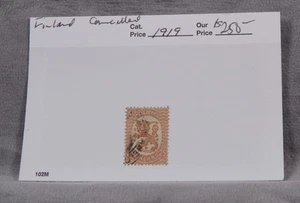 Finland Cancelled Cat. Our
Price 1919 Price 250-
102M